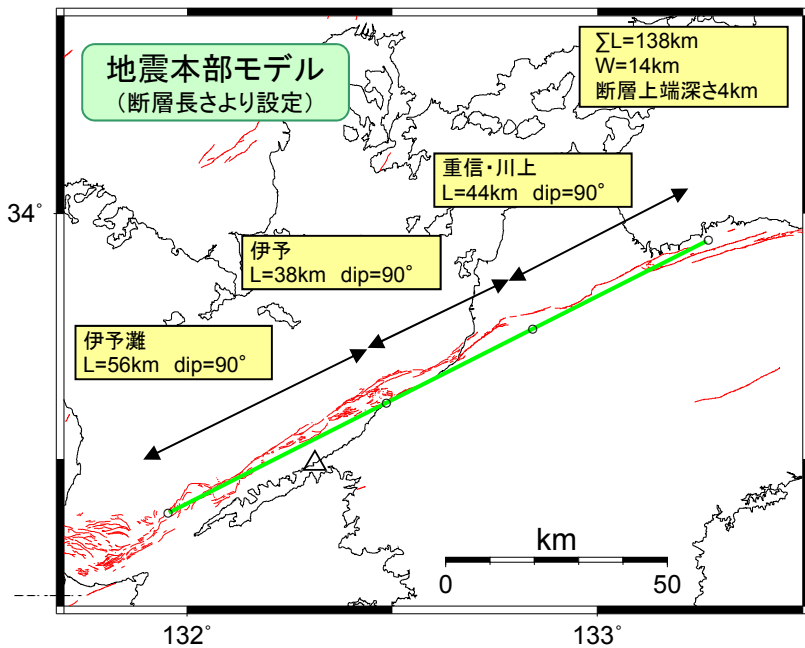 地震本部モデル
（断層長さより設定）
∑L=138km
W=14km
断層上端深さ4km
重信・川上
L=44km dip=90°
34°
伊予
L=38km dip=90°
伊予灘
L=56km dip=90°
km
0 50
132° 133°